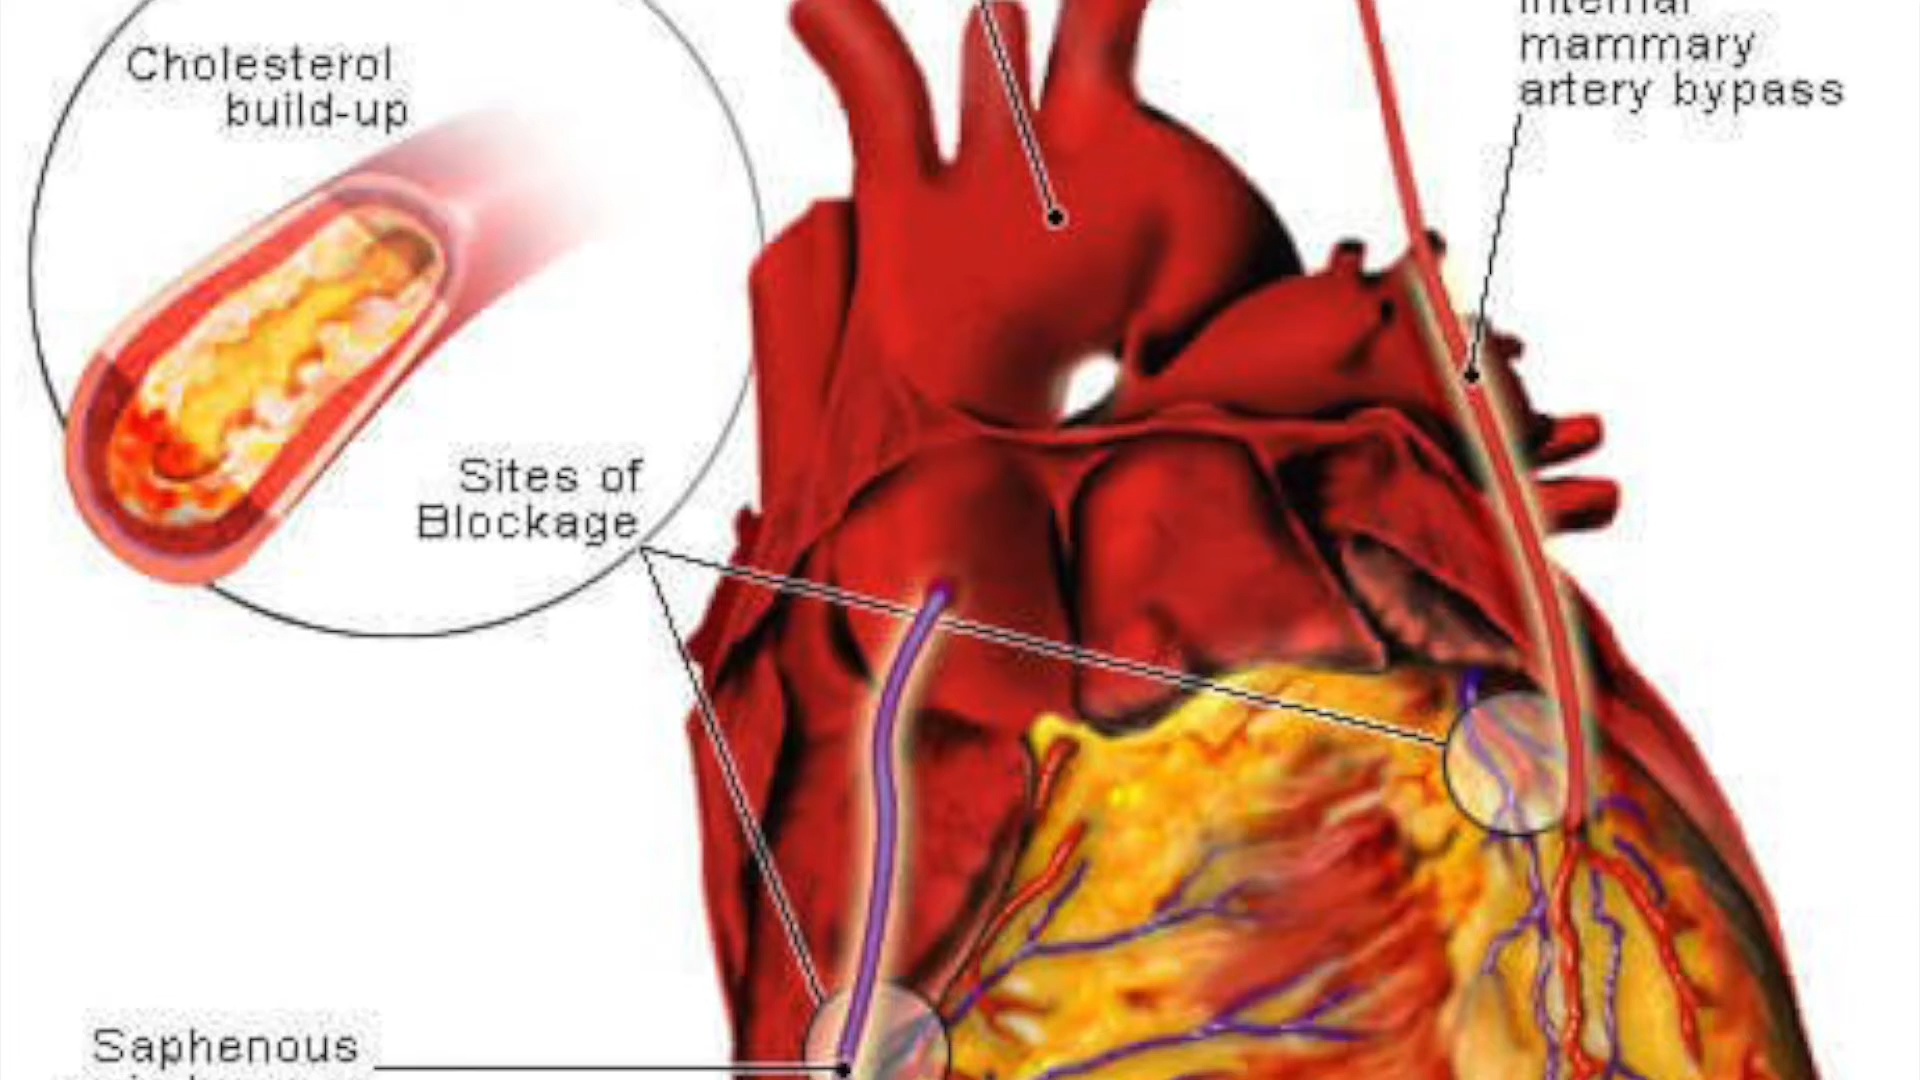 Cholesterol
build-up
internal
mammary
artery bypass
Sites of
Blockage
Saphenous